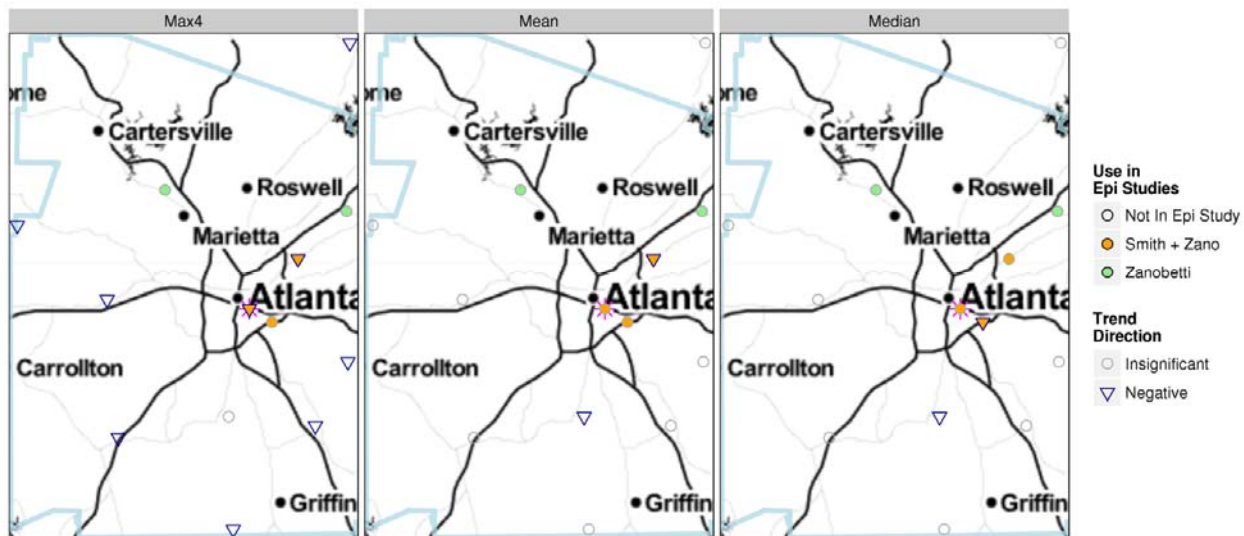 Max4
Mean
Median
ome
Cartersville
Roswell
Marietta
Atlanta
Carrollton
Griffin
ome
Cartersville
Roswell
Marietta
Atlanta
Carrollton
Griffin
ome
Cartersville
Roswell
Marietta
Atlanta
Carrollton
Griffin
Use in
Epi Studies
Not In Epi Study
Smith + Zano
Zanobetti
Trend
Direction
Insignificant
Negative